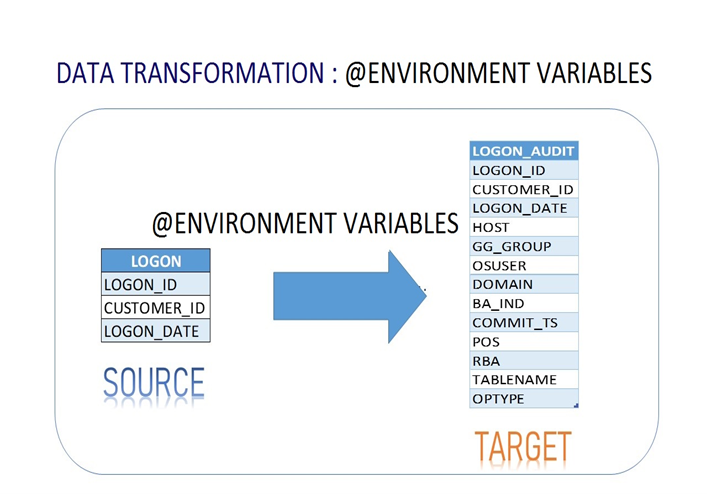 DATA TRANSFORMATION : @ENVIRONMENT VARIABLES
@ENVIRONMENT VARIABLES
LOGON
LOGON_ID
CUSTOMER_ID
LOGON_DATE
SOURCE
LOGON_AUDIT
LOGON_ID
CUSTOMER_ID
LOGON_DATE
HOST
GG_GROUP
OSUSER
DOMAIN
BA_IND
COMMIT_TS
POS
RBA
TABLENAME
OPTYPE
TARGET